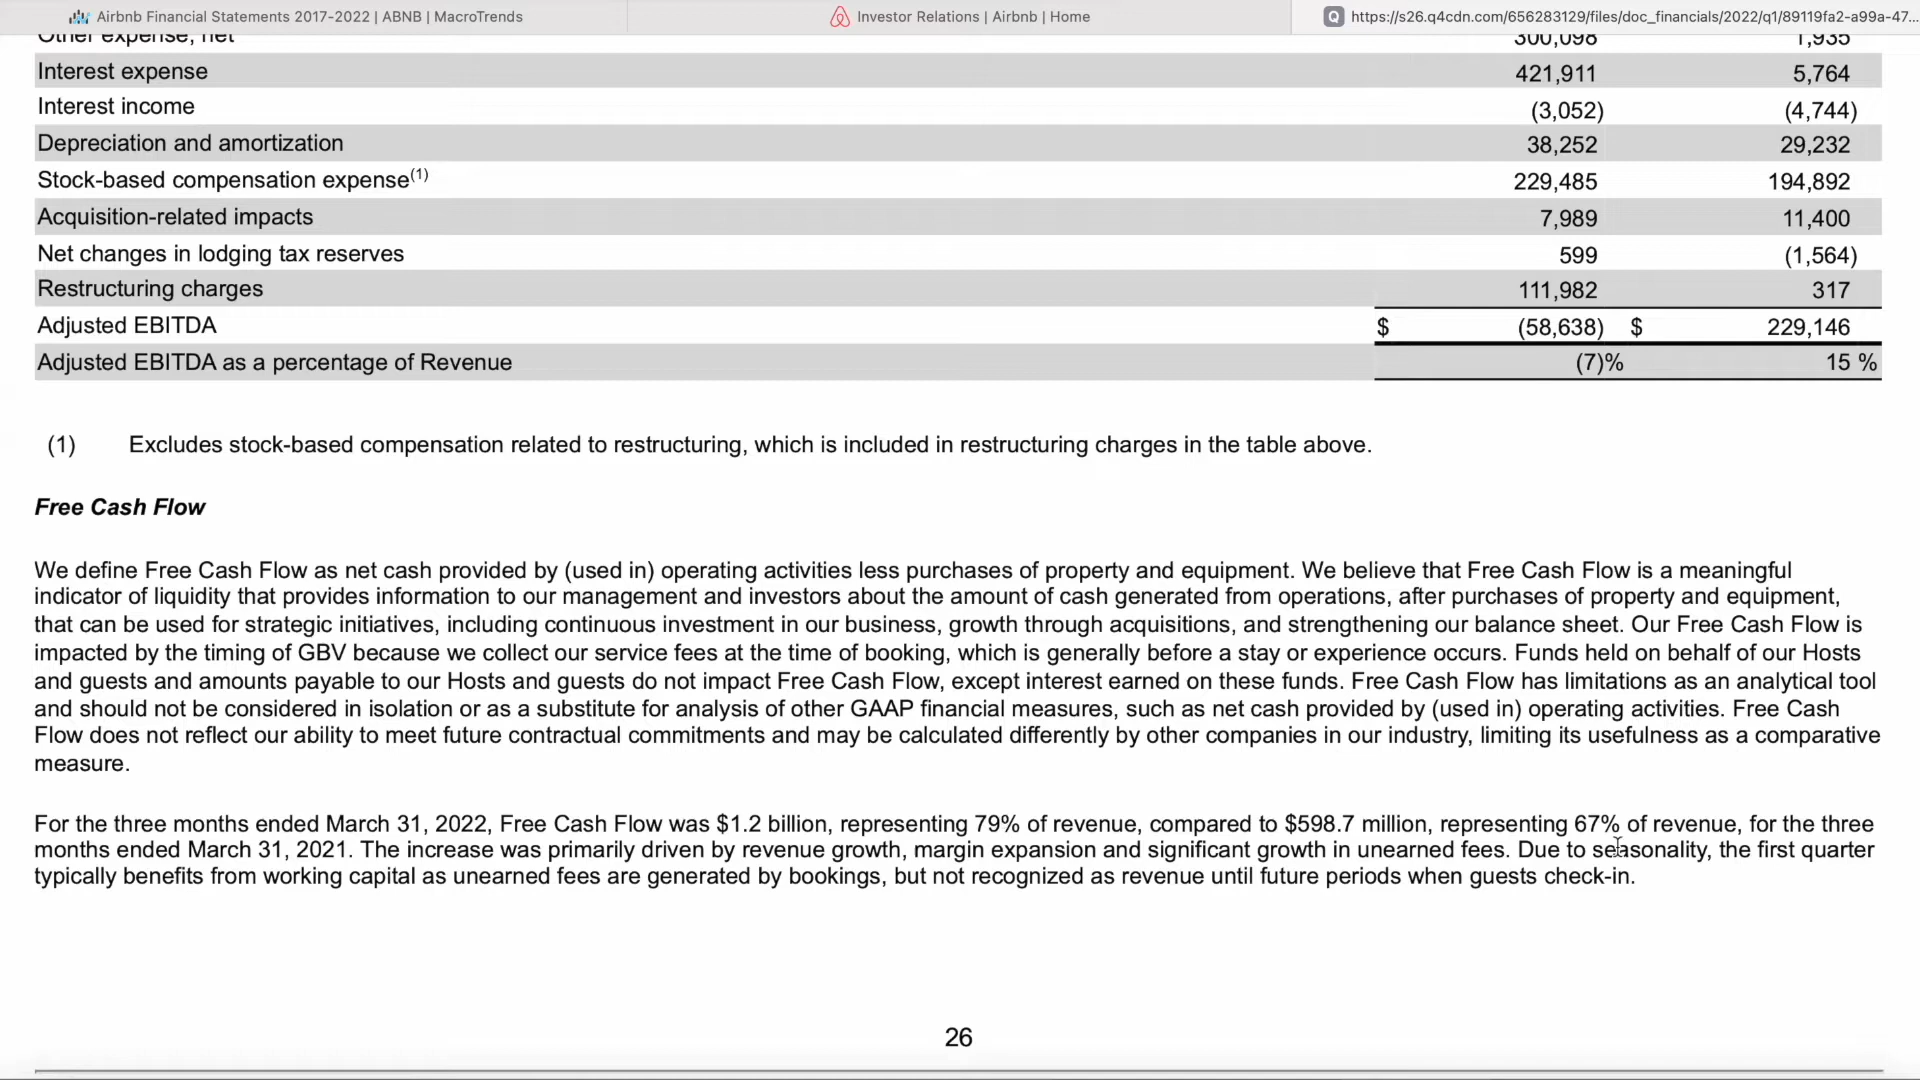 Airbnb Financial Statements 2017-2022 | ABNB | MacroTrends
Investor Relations | Airbnb | Home
Q https://s26.q4cdn.com/656283129/files/doc_financials/2022/q1/89119fa2-a99a-47...
Other expense, net 300,098 1,935
Interest expense 421,911 5,764
Interest income (3,052) (4,744)
Depreciation and amortization 38,252 29,232
Stock-based compensation expense(1) 229,485 194,892
Acquisition-related impacts 7,989 11,400
Net changes in lodging tax reserves 599 (1,564)
Restructuring charges 111,982 317
Adjusted EBITDA $ (58,638) $ 229,146
Adjusted EBITDA as a percentage of Revenue (7)% 15 %
(1) Excludes stock-based compensation related to restructuring, which is included in restructuring charges in the table above.
Free Cash Flow
We define Free Cash Flow as net cash provided by (used in) operating activities less purchases of property and equipment. We believe that Free Cash Flow is a meaningful
indicator of liquidity that provides information to our management and investors about the amount of cash generated from operations, after purchases of property and equipment,
that can be used for strategic initiatives, including continuous investment in our business, growth through acquisitions, and strengthening our balance sheet. Our Free Cash Flow is
impacted by the timing of GBV because we collect our service fees at the time of booking, which is generally before a stay or experience occurs. Funds held on behalf of our Hosts
and guests and amounts payable to our Hosts and guests do not impact Free Cash Flow, except interest earned on these funds. Free Cash Flow has limitations as an analytical tool
and should not be considered in isolation or as a substitute for analysis of other GAAP financial measures, such as net cash provided by (used in) operating activities. Free Cash
Flow does not reflect our ability to meet future contractual commitments and may be calculated differently by other companies in our industry, limiting its usefulness as a comparative
measure.
For the three months ended March 31, 2022, Free Cash Flow was $1.2 billion, representing 79% of revenue, compared to $598.7 million, representing 67% of revenue, for the three
months ended March 31, 2021. The increase was primarily driven by revenue growth, margin expansion and significant growth in unearned fees. Due to seasonality, the first quarter
typically benefits from working capital as unearned fees are generated by bookings, but not recognized as revenue until future periods when guests check-in.
26